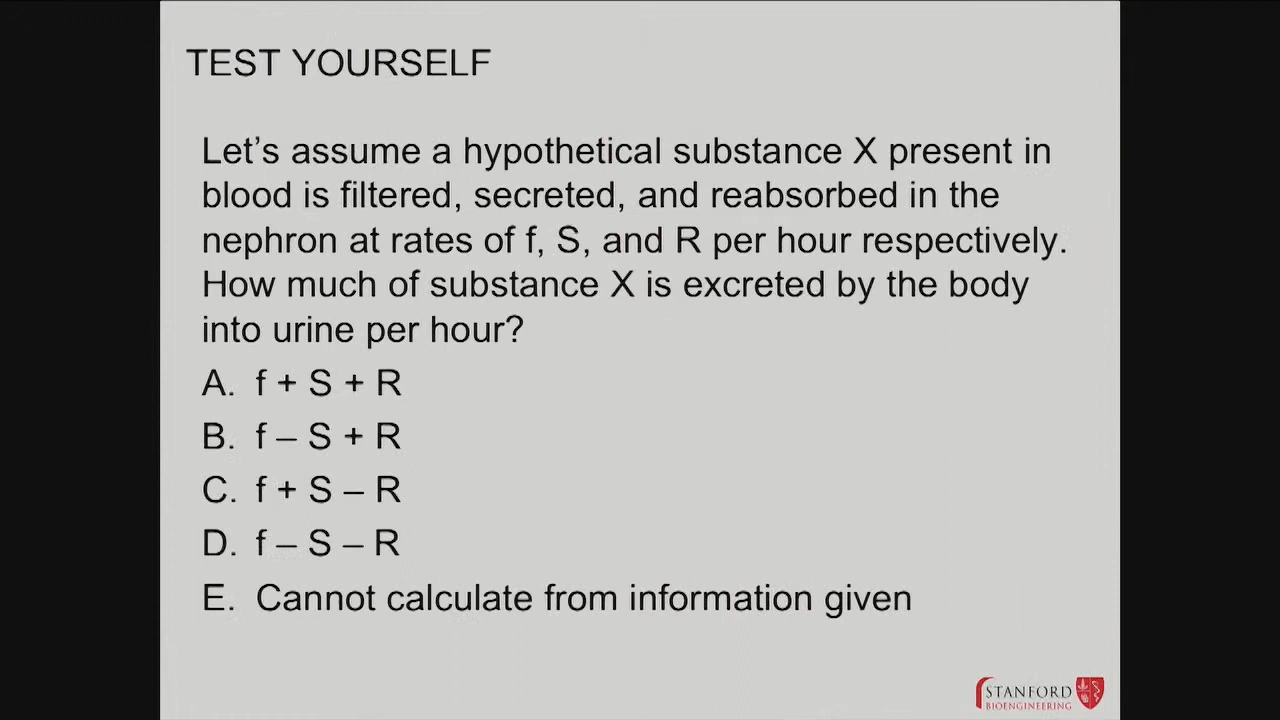 TEST YOURSELF
Let’s assume a hypothetical substance X present in
blood is filtered, secreted, and reabsorbed in the
nephron at rates of f, S, and R per hour respectively.
How much of substance X is excreted by the body
into urine per hour?
A. f + S + R
B. f – S + R
C. f + S – R
D. f – S – R
E. Cannot calculate from information given
STANFORD
BIOENGINEERING